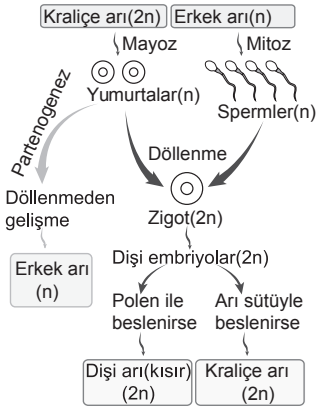 Kraliçe arı(2n)
Erkek arı(n)
Mayoz
Mitoz
Yumurtalar(n)
Spermler(n)
Partenogenez
Döllenme
Döllenmeden
gelişme
Zigot(2n)
Erkek arı
(n)
Dişi embriyolar(2n)
Polen ile
beslenirse
Arı sütüyle
beslenirse
Dişi arı(kısır)
(2n)
Kraliçe arı
(2n)